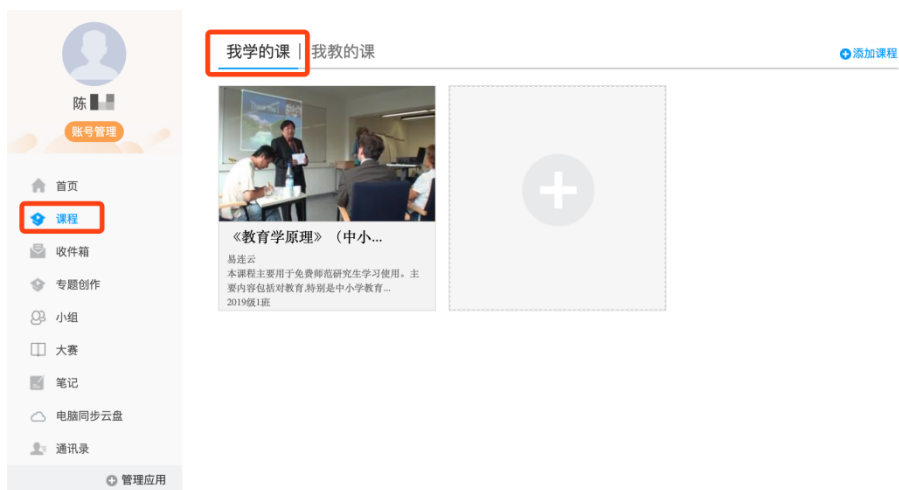 陈
账号管理
首页
课程
收件箱
专题创作
小组
大赛
笔记
电脑同步云盘
通讯录
管理应用
我学的课 | 我教的课
添加课程
《教育学原理》（中小...
易连云
本课程主要用于免费师范研究生学习使用。主
要内容包括对教育,特别是中小学教育...
2019级1班